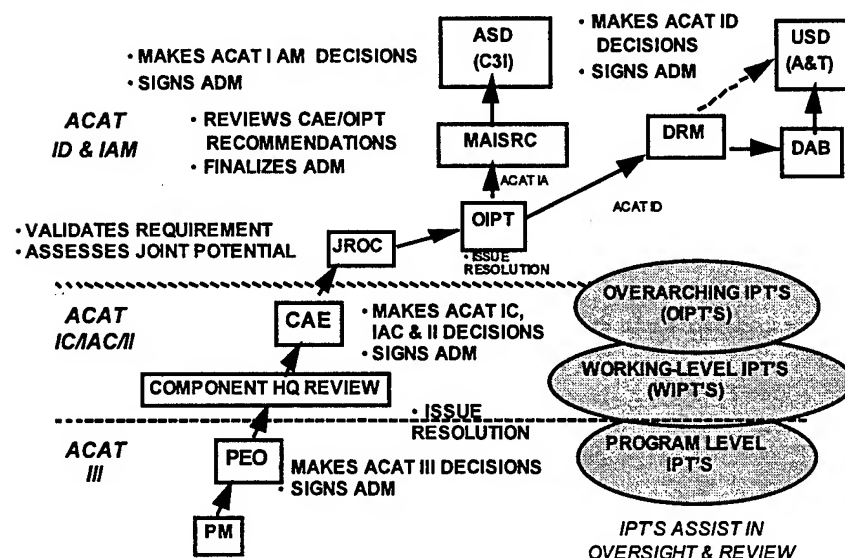 • MAKES ACAT I AM DECISIONS
• SIGNS ADM
ASD
(C3I)
• MAKES ACAT ID
DECISIONS
• SIGNS ADM
USD
(A&T)
ACAT
ID & IAM
• REVIEWS CAE/OIPT
RECOMMENDATIONS
• FINALIZES ADM
MAISRC
DRM
DAB
ACAT IA
ACAT ID
• VALIDATES REQUIREMENT
• ASSESSES JOINT POTENTIAL
JROC
OIPT
• ISSUE
RESOLUTION
ACAT
IC/IAC/II
CAE
• MAKES ACAT IC,
IAC & II DECISIONS
• SIGNS ADM
OVERARCHING IPT'S
(OIPT'S)
COMPONENT HQ REVIEW
WORKING-LEVEL IPT'S
(WIPT'S)
• ISSUE
RESOLUTION
ACAT
III
PEO
MAKES ACAT III DECISIONS
• SIGNS ADM
PROGRAM LEVEL
IPT'S
PM
IPT'S ASSIST IN
OVERSIGHT & REVIEW